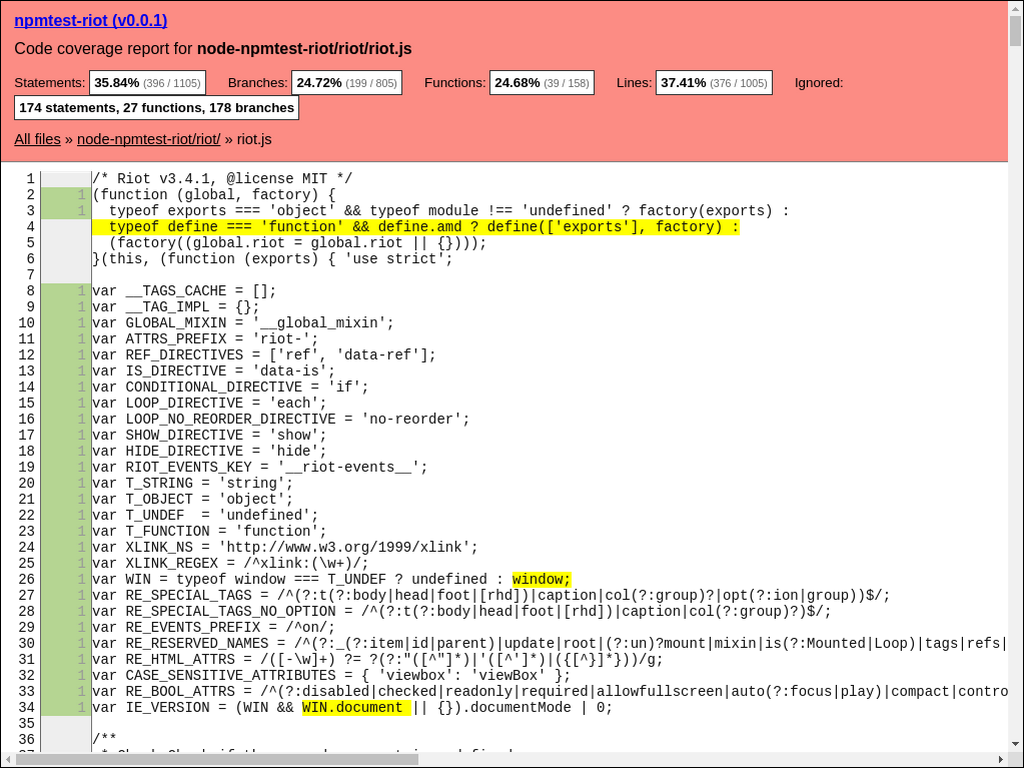 npmtest-riot (v0.0.1)
Code coverage report for node-npmtest-riot/riot/riot.js
Statements: 35.84% (396 / 1105) Branches: 24.72% (199 / 805) Functions: 24.68% (39 / 158) Lines: 37.41% (376 / 1005) Ignored:
174 statements, 27 functions, 178 branches
All files » node-npmtest-riot/riot/ » riot.js
1 /* Riot v3.4.1, @license MIT */
2 1 (function (global, factory) {
3 1 typeof exports === 'object' && typeof module !== 'undefined' ? factory(exports) :
4 typeof define === 'function' && define.amd ? define(['exports'], factory) :
5 (factory((global.riot = global.riot || {})));
6 }(this, (function (exports) { 'use strict';
7
8 1 var __TAGS_CACHE = [];
9 1 var __TAG_IMPL = {};
10 1 var GLOBAL_MIXIN = '__global_mixin';
11 1 var ATTRS_PREFIX = 'riot-';
12 1 var REF_DIRECTIVES = ['ref', 'data-ref'];
13 1 var IS_DIRECTIVE = 'data-is';
14 1 var CONDITIONAL_DIRECTIVE = 'if';
15 1 var LOOP_DIRECTIVE = 'each';
16 1 var LOOP_NO_REORDER_DIRECTIVE = 'no-reorder';
17 1 var SHOW_DIRECTIVE = 'show';
18 1 var HIDE_DIRECTIVE = 'hide';
19 1 var RIOT_EVENTS_KEY = '__riot-events__';
20 1 var T_STRING = 'string';
21 1 var T_OBJECT = 'object';
22 1 var T_UNDEF  = 'undefined';
23 1 var T_FUNCTION = 'function';
24 1 var XLINK_NS = 'http://www.w3.org/1999/xlink';
25 1 var XLINK_REGEX = /^xlink:(\w+)/;
26 1 var WIN = typeof window === T_UNDEF ? undefined : window;
27 1 var RE_SPECIAL_TAGS = /^(?:t(?:body|head|foot|[rhd])|caption|col(?:group)?|opt(?:ion|group))$/;
28 1 var RE_SPECIAL_TAGS_NO_OPTION = /^(?:t(?:body|head|foot|[rhd])|caption|col(?:group)?)$/;
29 1 var RE_EVENTS_PREFIX = /^on/;
30 1 var RE_RESERVED_NAMES = /^(?:_(?:item|id|parent)|update|root|(?:un)?mount|mixin|is(?:Mounted|Loop)|tags|refs|
31 1 var RE_HTML_ATTRS = /([-\w]+) ?= ?(?:"([^"]*)|'([^']*)|({[^}]*}))/g;
32 1 var CASE_SENSITIVE_ATTRIBUTES = { 'viewbox': 'viewBox' };
33 1 var RE_BOOL_ATTRS = /^(?:disabled|checked|readonly|required|allowfullscreen|auto(?:focus|play)|compact|contro
34 1 var IE_VERSION = (WIN && WIN.document || {}).documentMode | 0;
35
36 /**